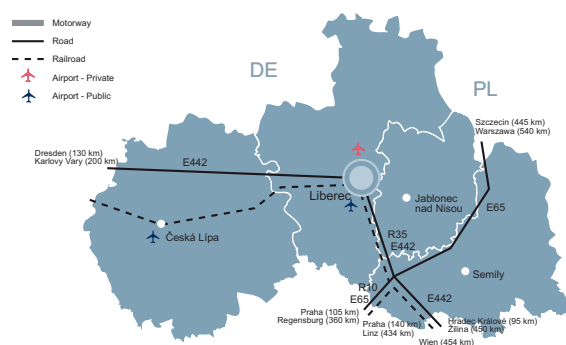 Motorway
Road
Railroad
Airport - Private
Airport - Public
DE
PL
Szczecin (445 km)
Warszawa (540 km)
Dresden (130 km)
Karlovy Vary (200 km)
E442
Liberec
Jablonec
nad Nisou
E65
Česká Lípa
R35
E442
Semily
R10
E65
E442
Praha (105 km)
Regensburg (360 km)
Praha (140 km)
Linz (434 km)
Hradec Králové (95 km)
Žilina (450 km)
Wien (454 km)